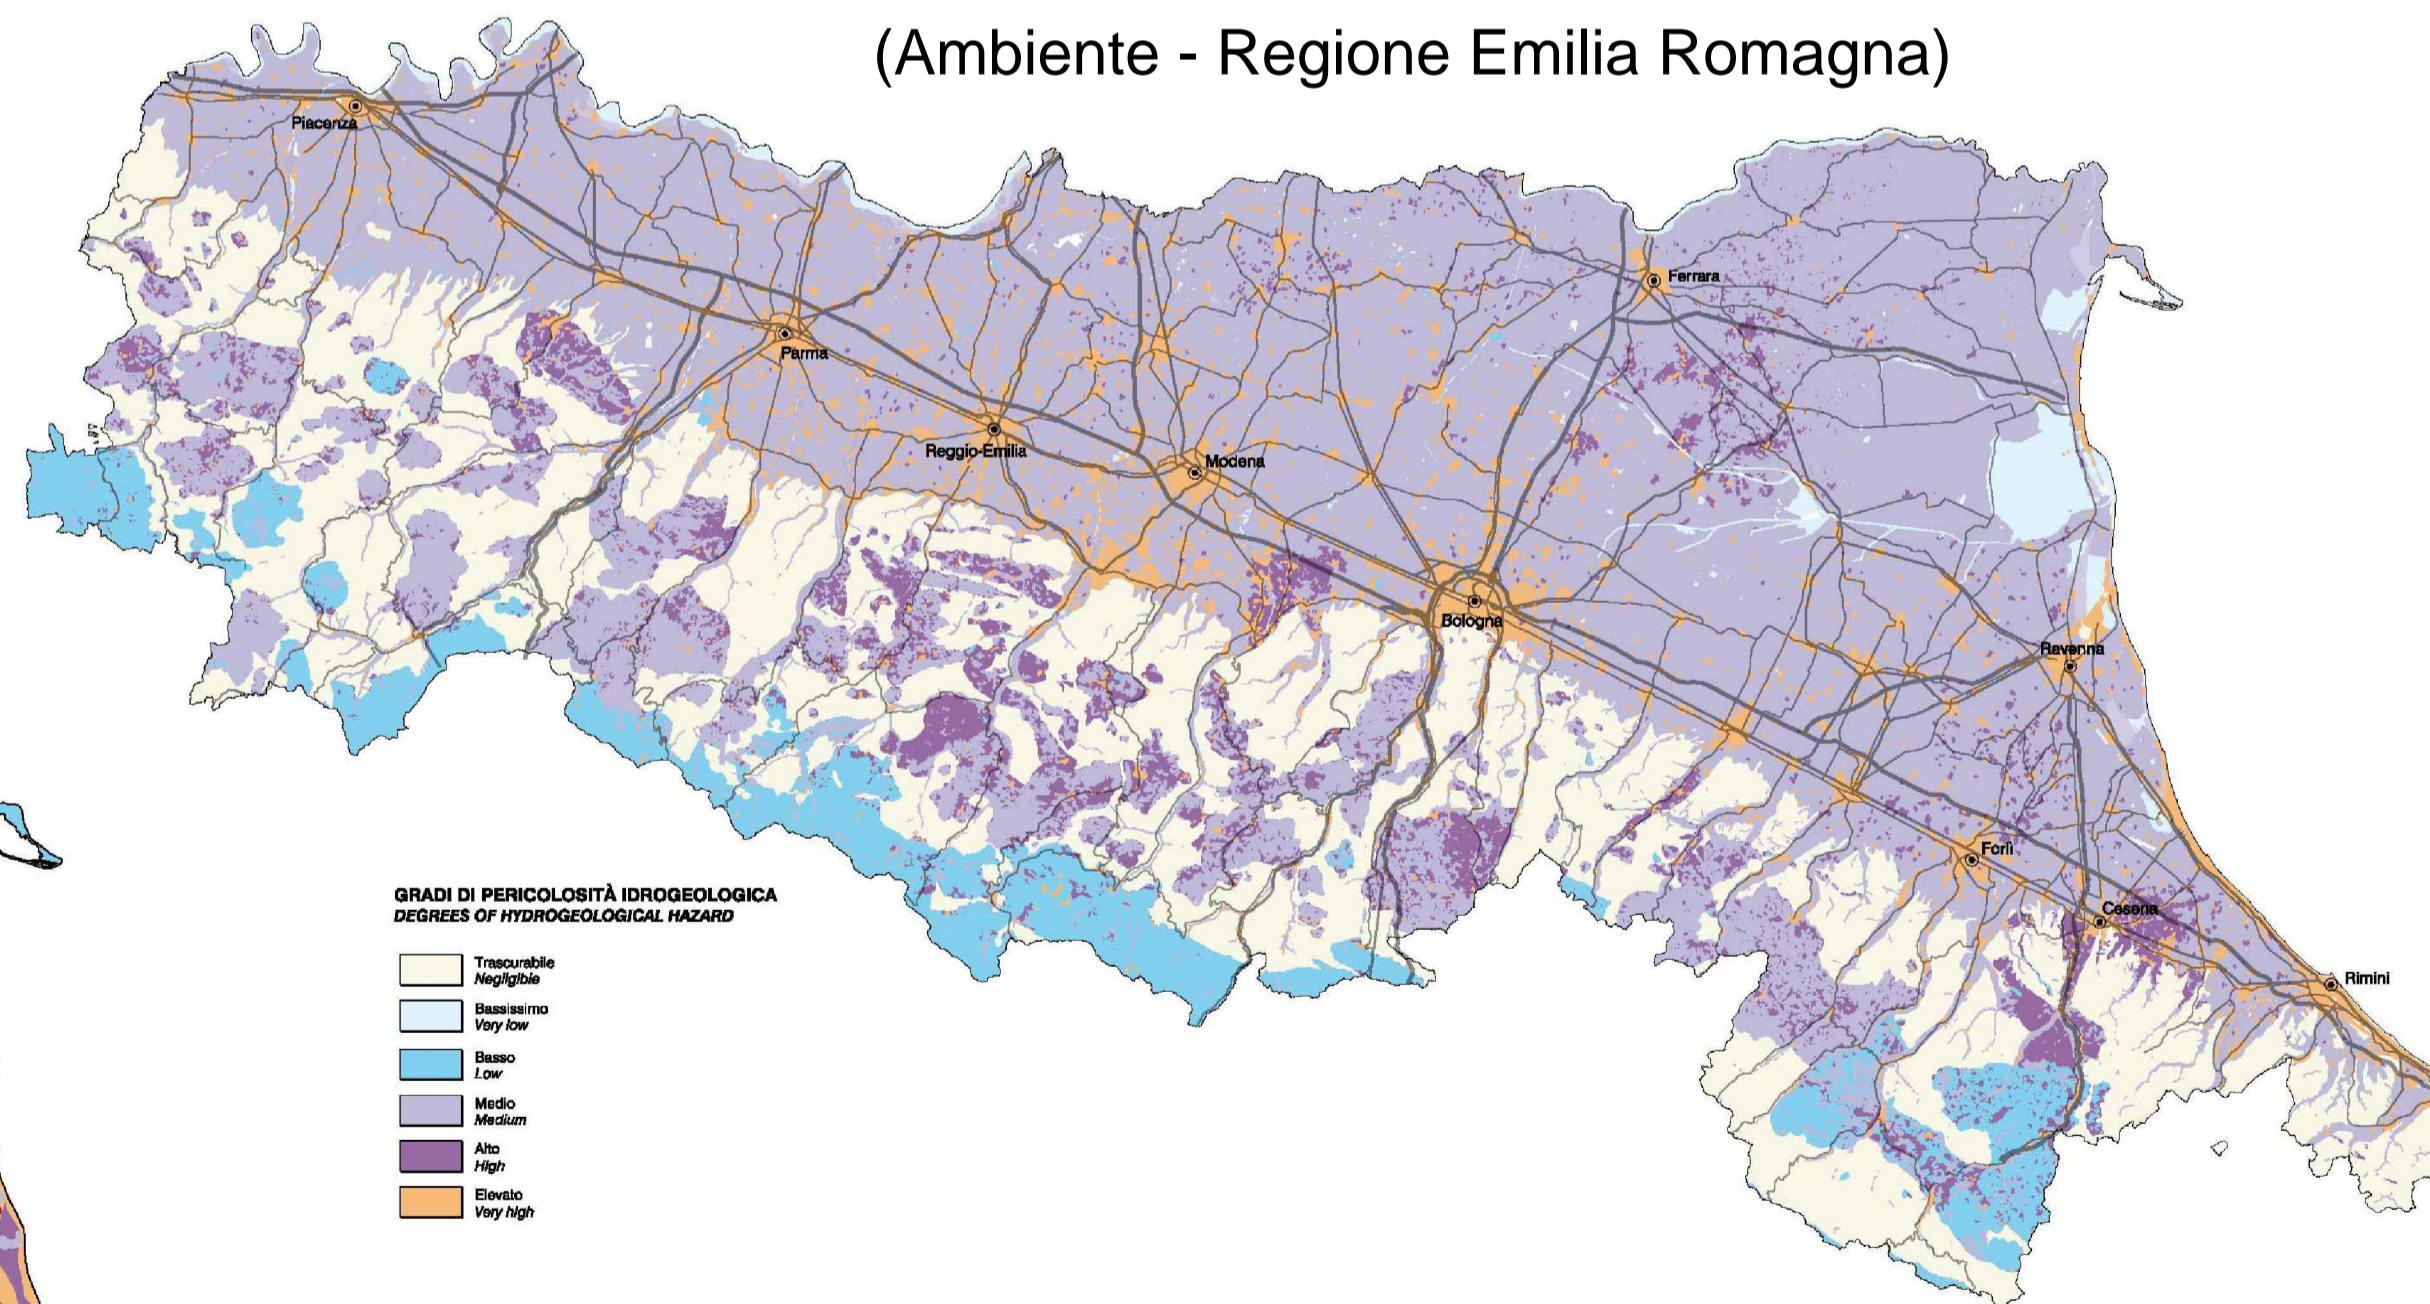 (Ambiente - Regione Emilia Romagna)
Piacenza
Ferrara
Parma
Reggio-Emilia
Modena
Bologna
Ravenna
Forlì
Cesena
Rimini
GRADI DI PERICOLOSITÀ IDROGEOLOGICA
DEGREES OF HYDROGEOLOGICAL HAZARD
Trascurabile
Negligible
Bassissimo
Very low
Basso
Low
Medio
Medium
Alto
High
Elevato
Very high